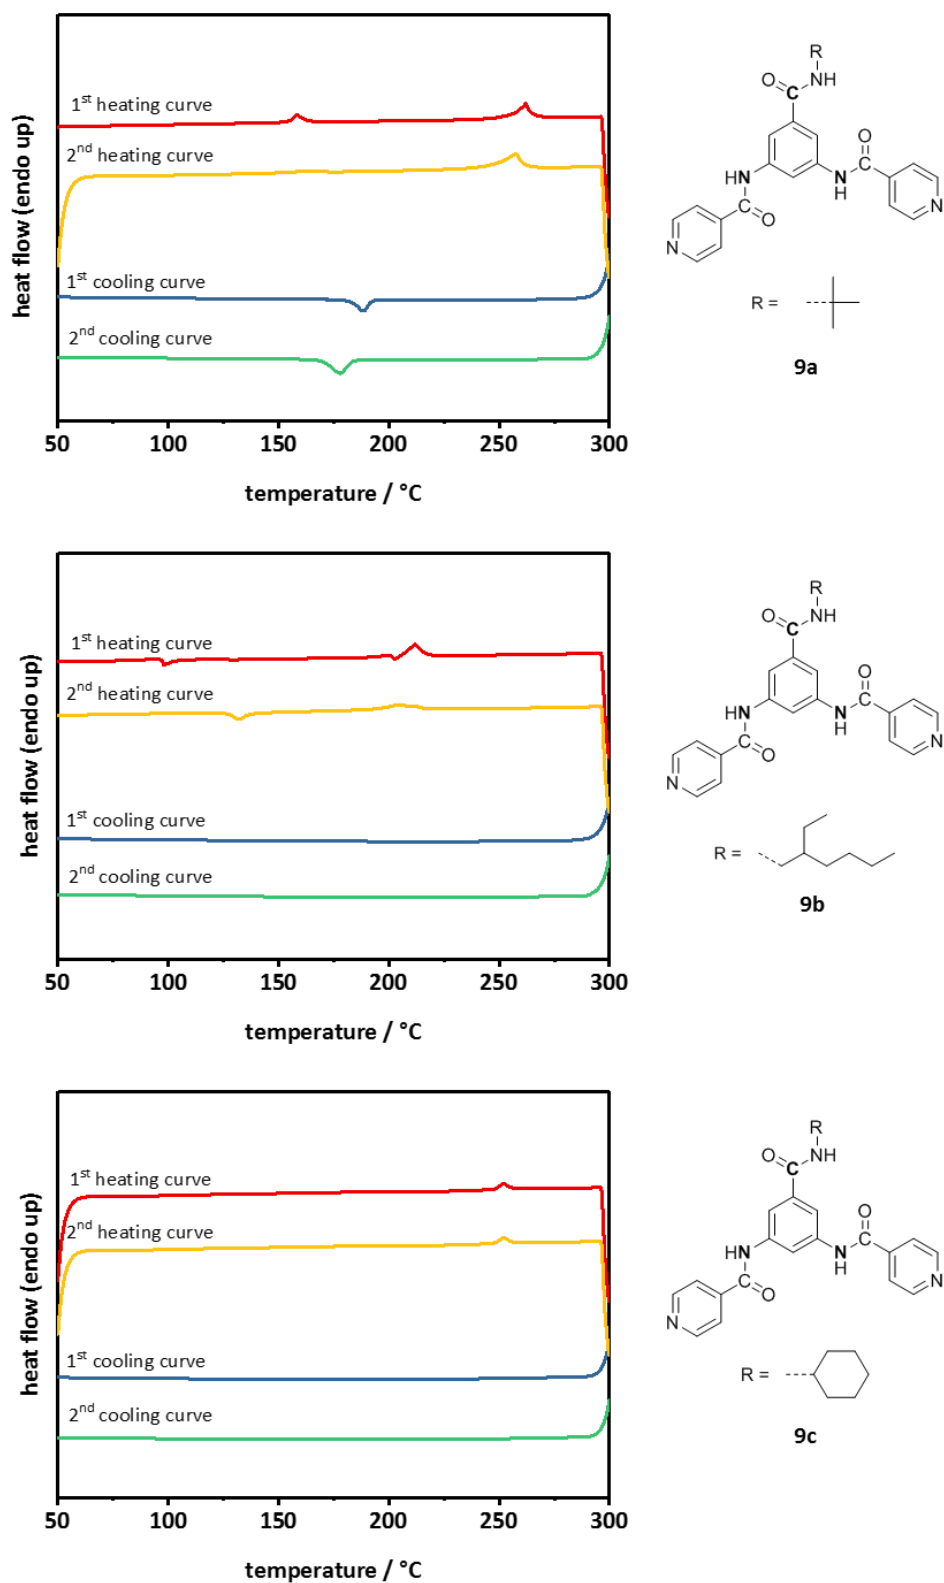 heat flow (endo up)
1st heating curve
2nd heating curve
1st cooling curve
2nd cooling curve
50 100 150 200 250 300
temperature / °C
R
O NH
C
O
HN N C
H
C O N
N
R =
9a
heat flow (endo up)
1st heating curve
2nd heating curve
1st cooling curve
2nd cooling curve
50 100 150 200 250 300
temperature / °C
R
O NH
C
O
HN N C
H
C O N
N
R =
9b
heat flow (endo up)
1st heating curve
2nd heating curve
1st cooling curve
2nd cooling curve
50 100 150 200 250 300
temperature / °C
R
O NH
C
O
HN N C
H
C O N
N
R =
9c